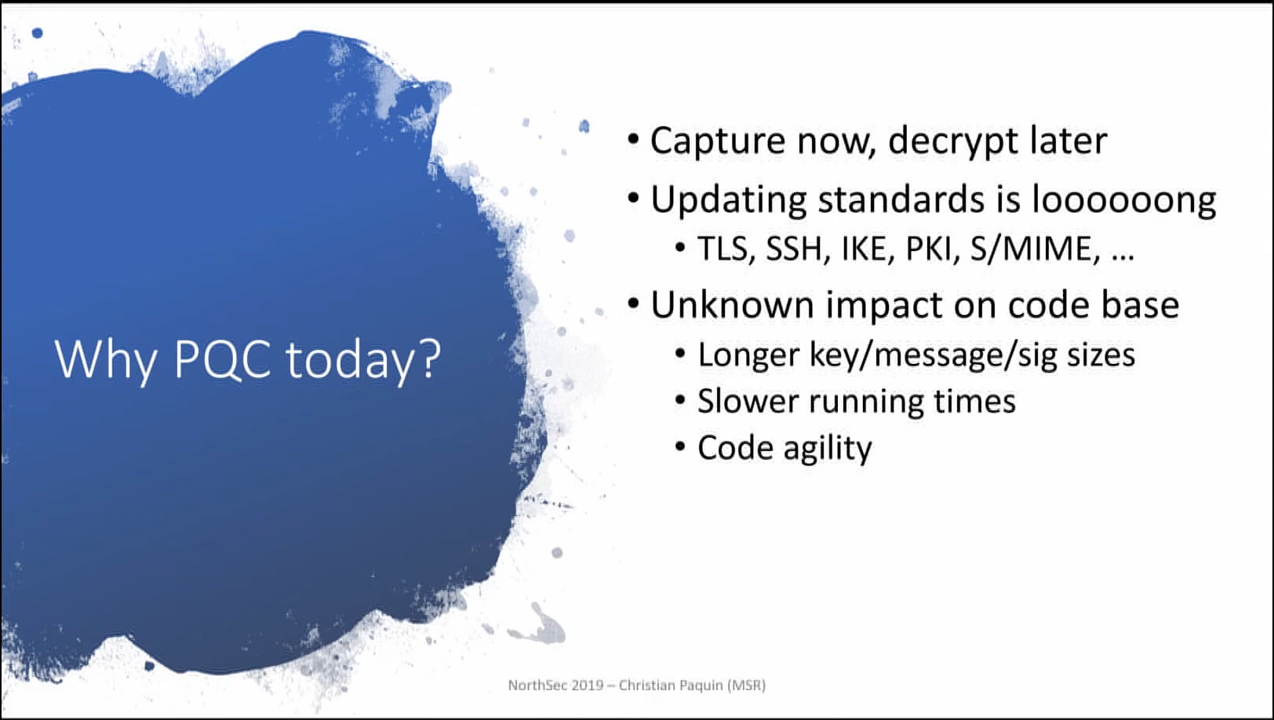 Why PQC today?
• Capture now, decrypt later
• Updating standards is loooooong
• TLS, SSH, IKE, PKI, S/MIME, ...
• Unknown impact on code base
• Longer key/message/sig sizes
• Slower running times
• Code agility
NorthSec 2019 – Christian Paquin (MSR)